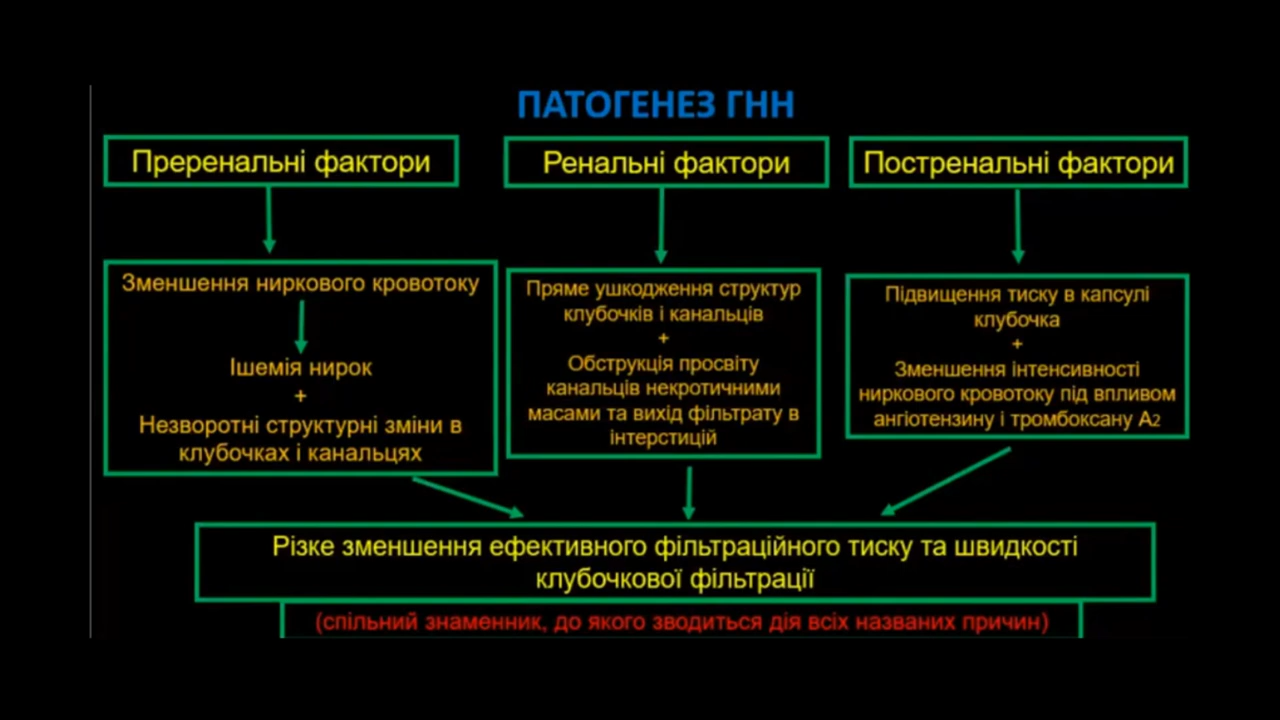 ПАТОГЕНЕЗ ГНН
Преренальні фактори
Ренальні фактори
Постренальні фактори
Зменшення ниркового кровотоку
Ішемія нирок
+
Незворотні структурні зміни в
клубочках і канальцях
Пряме ушкодження структур
клубочків і канальців
+
Обструкція просвіту
канальців некротичними
масами та вихід фільтрату в
інтерстицій
Підвищення тиску в капсулі
клубочка
+
Зменшення інтенсивності
ниркового кровотоку під впливом
ангіотензину і тромбоксану А2
Різке зменшення ефективного фільтраційного тиску та швидкості
клубочкової фільтрації
(спільний знаменник, до якого зводиться дія всіх названих причин)